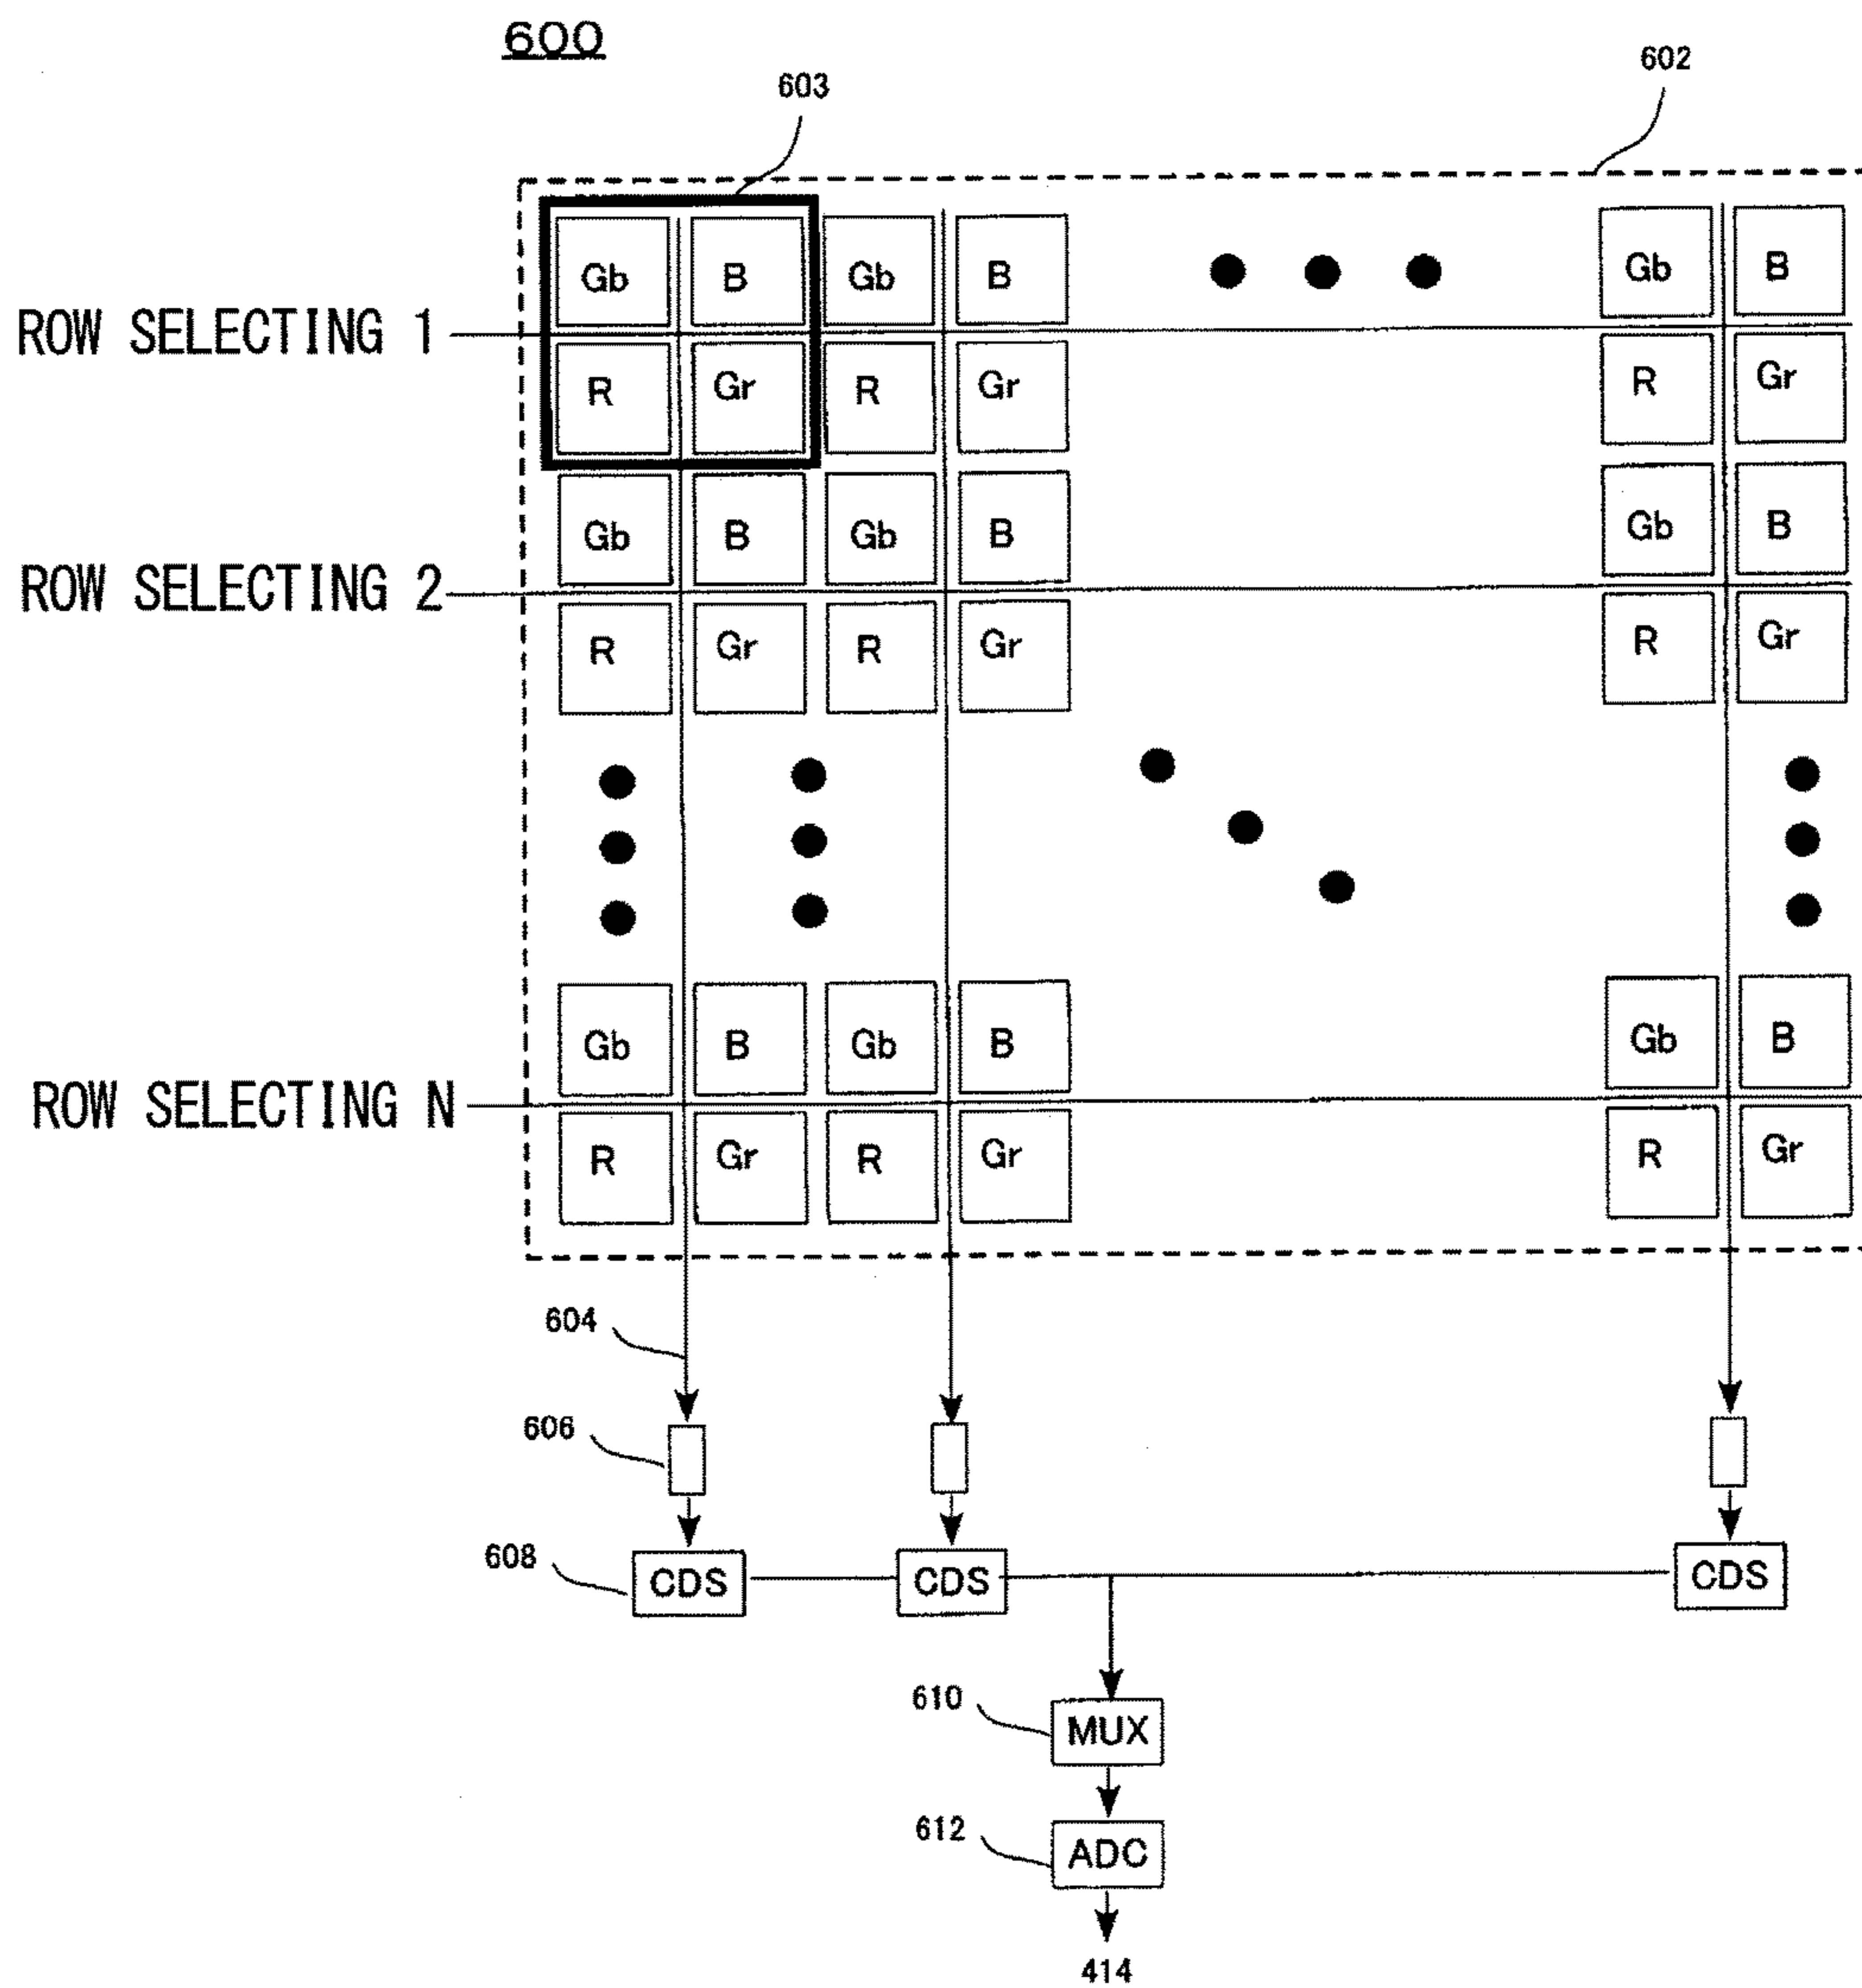 600
603
602
Gb B Gb B Gb B
ROW SELECTING 1
R Gr R Gr R Gr
Gb B Gb B Gb B
ROW SELECTING 2
R Gr R Gr R Gr
Gb B Gb B Gb B
ROW SELECTING N
R Gr R Gr R Gr
604
606
608
CDS CDS CDS
610
MUX
612
ADC
414